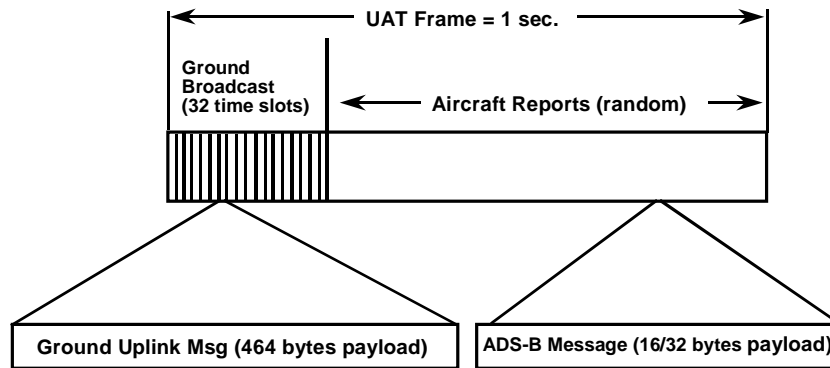 UAT Frame = 1 sec.
Ground
Broadcast
(32 time slots)
Aircraft Reports (random)
Ground Uplink Msg (464 bytes payload)
ADS-B Message (16/32 bytes payload)